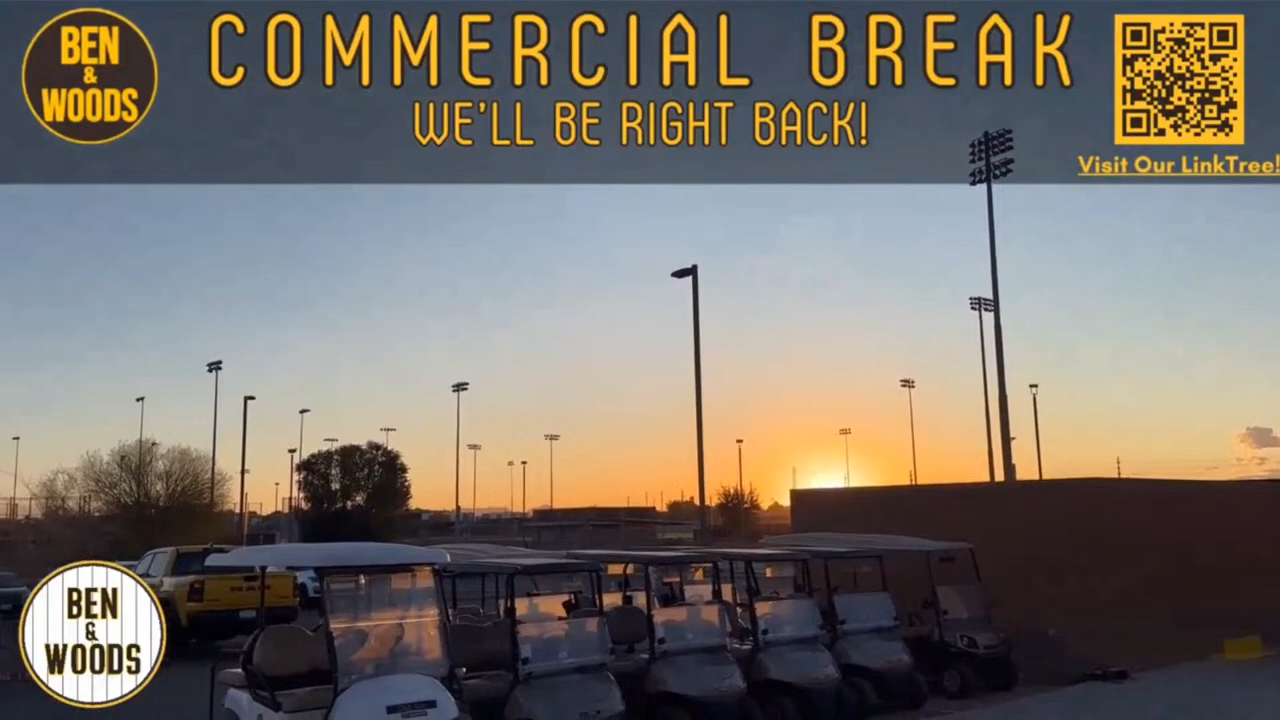 BEN
&
WOODS
COMMERCIAL BREAK
WE'LL BE RIGHT BACK!
Visit Our LinkTree!
BEN
&
WOODS